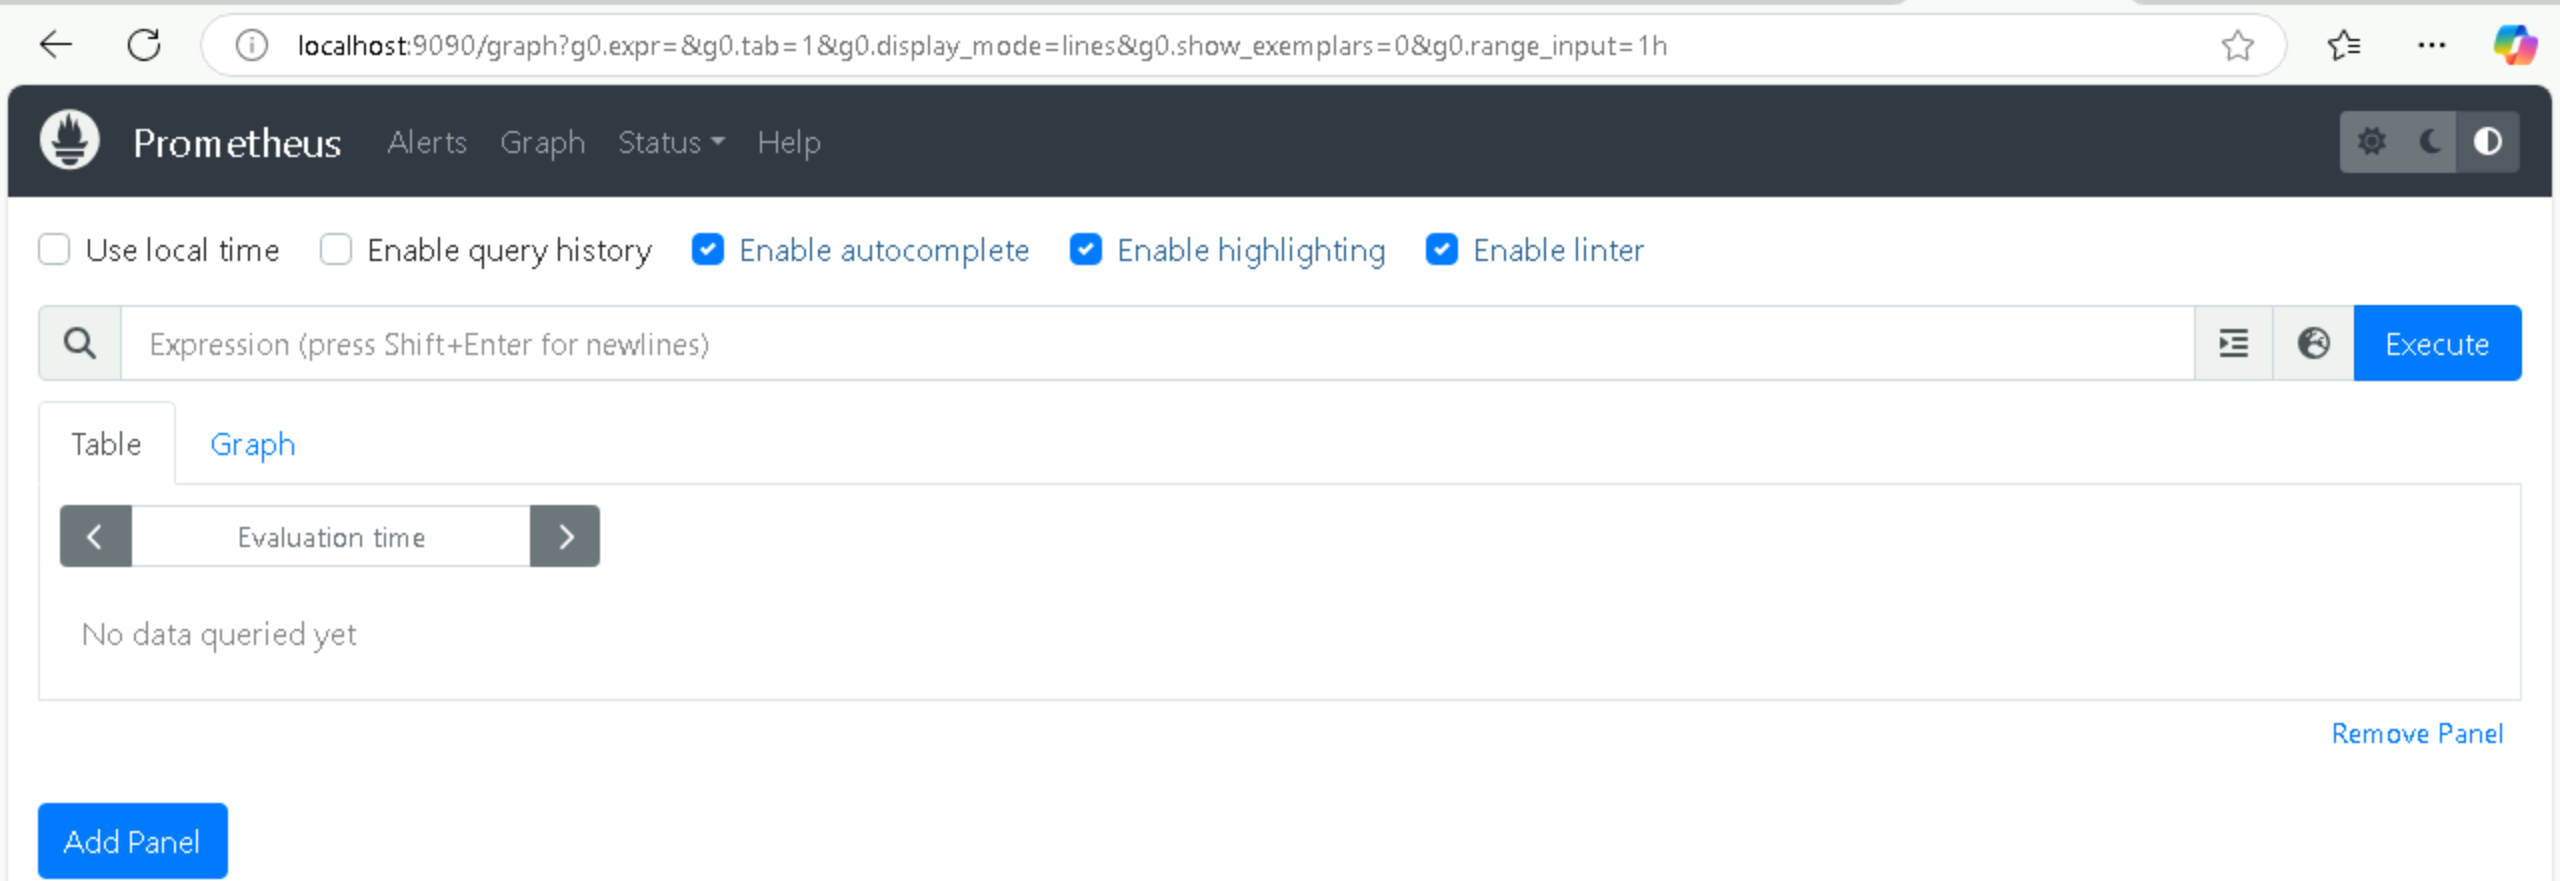 localhost:9090/graph?g0.expr=&g0.tab=1&g0.display_mode=lines&g0.show_exemplars=0&g0.range_input=1h
Prometheus Alerts Graph Status Help
Use local time Enable query history Enable autocomplete Enable highlighting Enable linter
Expression (press Shift+Enter for newlines) Execute
Table Graph
Evaluation time
No data queried yet
Remove Panel
Add Panel